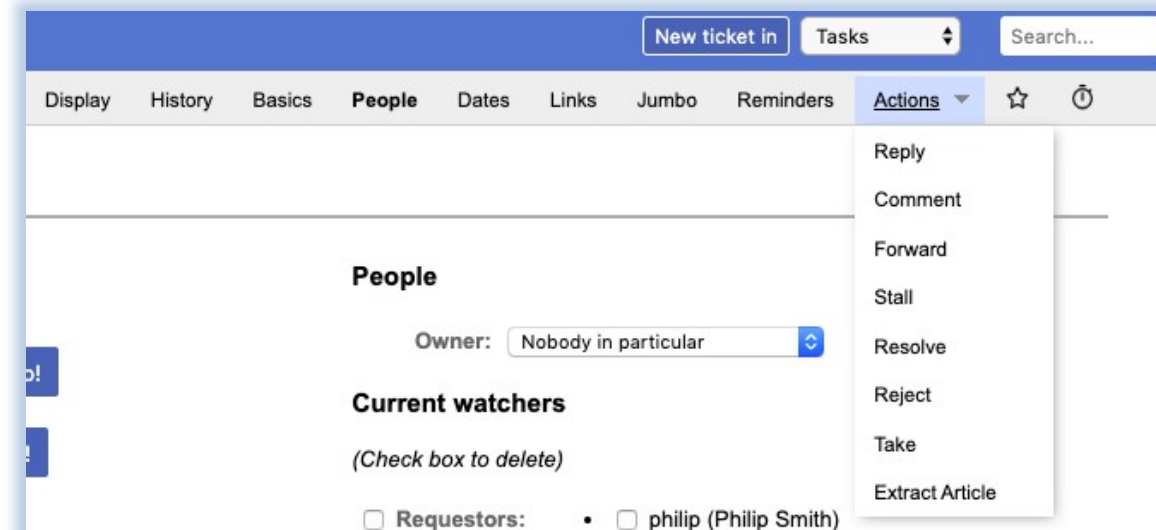 New ticket in Tasks Search...
Display History Basics People Dates Links Jumbo Reminders Actions
Reply
Comment
Forward
Stall
Resolve
Reject
Take
Extract Article
People
Owner: Nobody in particular
Current watchers
(Check box to delete)
Requestors: • philip (Philip Smith)